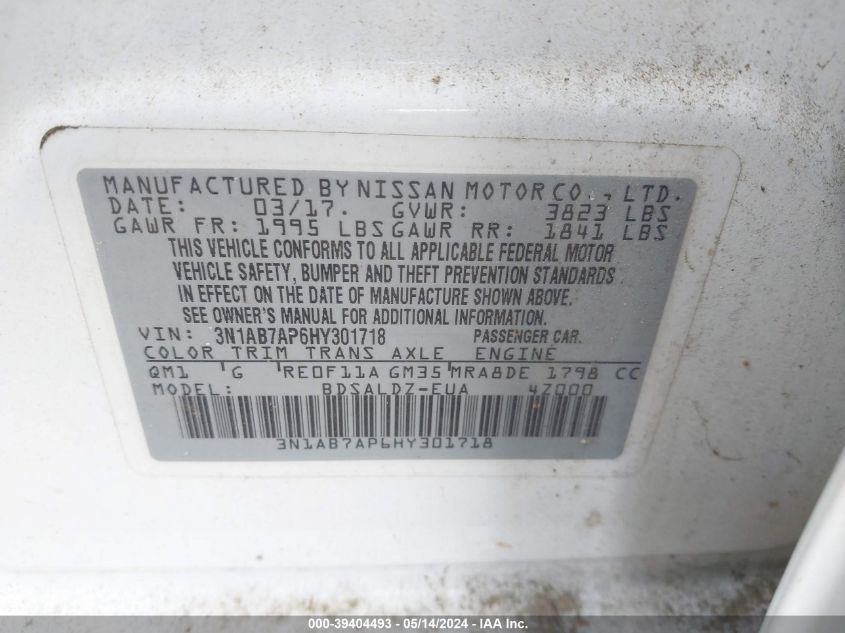 MANUFACTURED BY NISSAN MOTOR CO., LTD.
DATE: 03/17. GVWR: 3823 LBS
GAWR FR: 1995 LBS GAWR RR: 1841 LBS
THIS VEHICLE CONFORMS TO ALL APPLICABLE FEDERAL MOTOR
VEHICLE SAFETY, BUMPER AND THEFT PREVENTION STANDARDS
IN EFFECT ON THE DATE OF MANUFACTURE SHOWN ABOVE.
SEE OWNER'S MANUAL FOR ADDITIONAL INFORMATION.
VIN: 3N1AB7AP6HY301718 PASSENGER CAR.
COLOR TRIM TRANS AXLE ENGINE
QM1 'G 'RE0F11A GM35'MRA8DE 1798 CC
MODEL: BDSALDZ-EUA 4Z000
3N1AB7AP6HY301718
000-39404493 - 05/14/2024 - IAA Inc.